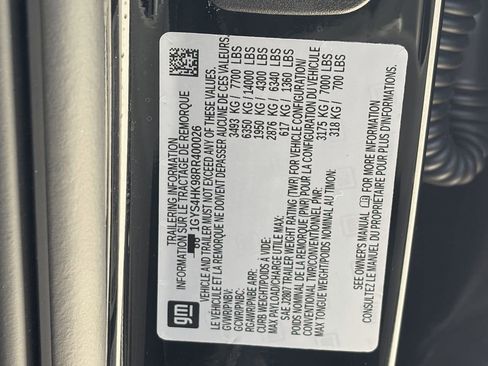 TRAILERING INFORMATION
INFORMATION SUR LE TRACTAGE DE REMORQUE
1GYS4HK98RR400026
VEHICLE AND TRAILER MUST NOT EXCEED ANY OF THESE VALUES.
LE VÉHICULE ET LA REMORQUE NE DOIVENT DÉPASSER AUCUNE DE CES VALEURS.
GVWR/PNBV: 3493 KG / 7700 LBS
GCWR/PNBC: 6350 KG / 14000 LBS
RGAWR/PNBE ARR: 1950 KG / 4300 LBS
CURB WEIGHT/POIDS À VIDE: 2876 KG / 6340 LBS
MAX PAYLOAD/CHARGE UTILE MAX: 617 KG / 1360 LBS
SAE J2807 TRAILER WEIGHT RATING (TWR) FOR VEHICLE CONFIGURATION/
POIDS NOMINAL DE LA REMORQUE (PNR) POUR LA CONFIGURATION DU VÉHICULE
CONVENTIONAL TWR/CONVENTIONNEL PNR: 3175 KG / 7000 LBS
MAX TONGUE WEIGHT/POIDS MAXIMAL AU TIMON: 318 KG / 700 LBS
SEE OWNER'S MANUAL FOR MORE INFORMATION.
CONSULTEZ LE MANUEL DU PROPRIÉTAIRE POUR PLUS D'INFORMATIONS.
gm